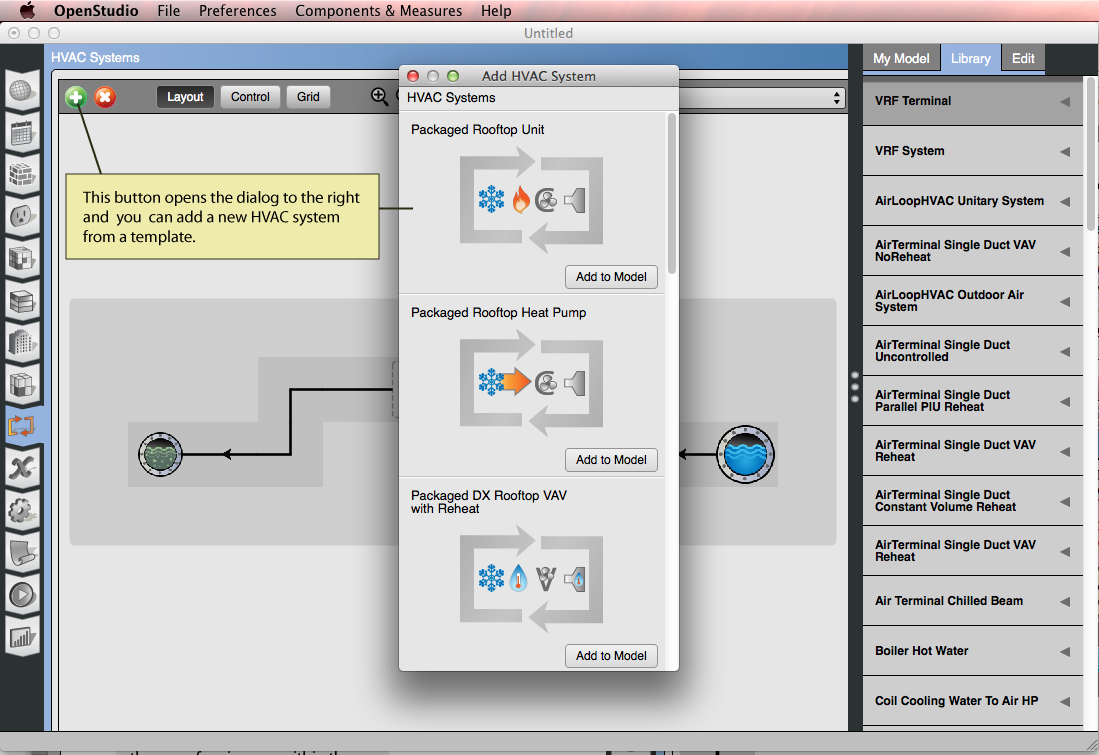 OpenStudio File Preferences Components & Measures Help
Untitled
HVAC Systems
My Model Library Edit
Layout Control Grid
This button opens the dialog to the right
and you can add a new HVAC system
from a template.
Add HVAC System
HVAC Systems
Packaged Rooftop Unit
Add to Model
Packaged Rooftop Heat Pump
Add to Model
Packaged DX Rooftop VAV
with Reheat
Add to Model
VRF Terminal
VRF System
AirLoopHVAC Unitary System
AirTerminal Single Duct VAV
NoReheat
AirLoopHVAC Outdoor Air
System
AirTerminal Single Duct
Uncontrolled
AirTerminal Single Duct
Parallel PIU Reheat
AirTerminal Single Duct VAV
Reheat
AirTerminal Single Duct
Constant Volume Reheat
AirTerminal Single Duct VAV
Reheat
Air Terminal Chilled Beam
Boiler Hot Water
Coil Cooling Water To Air HP